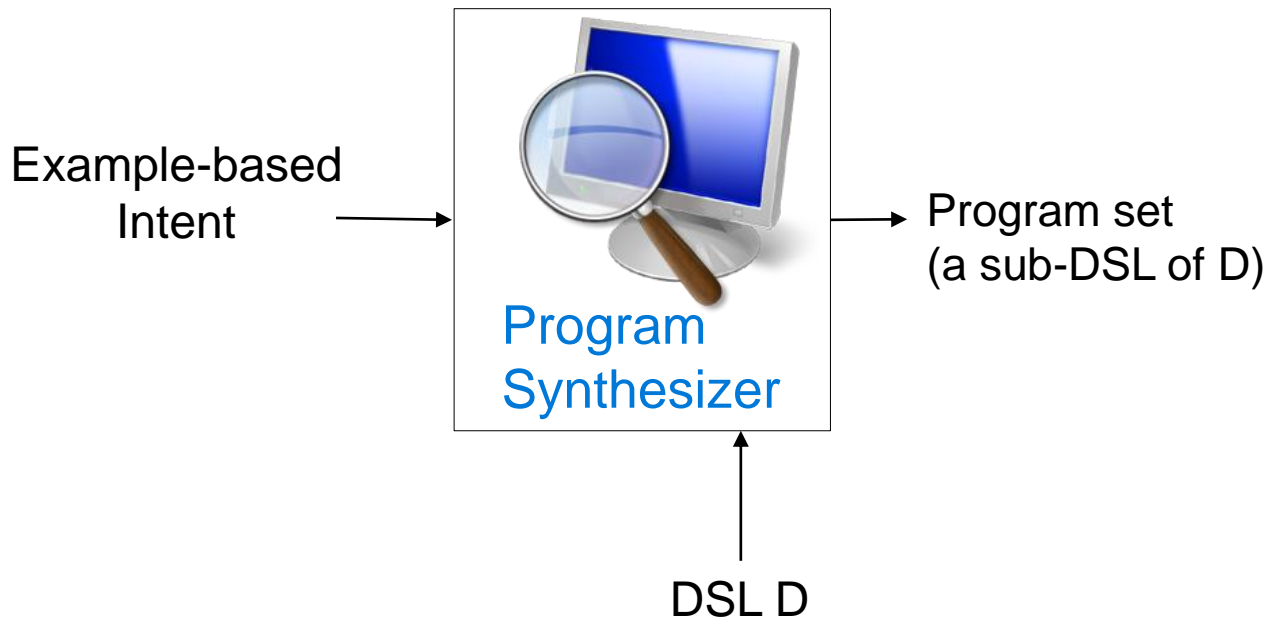 Example-based
Intent
Program
Synthesizer
Program set
(a sub-DSL of D)
DSL D